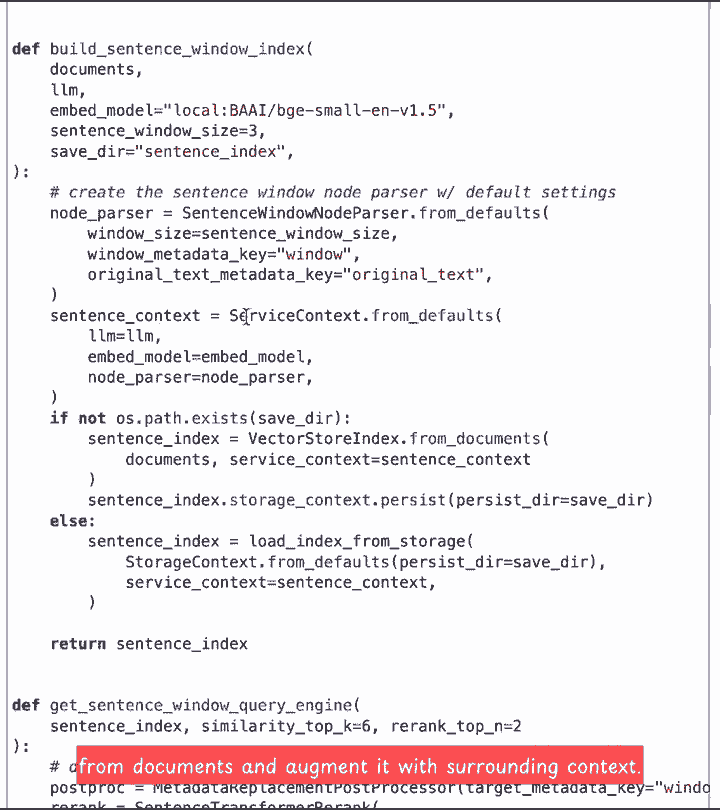 def build_sentence_window_index(
    documents,
    llm,
    embed_model="local:BAAI/bge-small-en-v1.5",
    sentence_window_size=3,
    save_dir="sentence_index",
):
    # create the sentence window node parser w/ default settings
    node_parser = SentenceWindowNodeParser.from_defaults(
        window_size=sentence_window_size,
        window_metadata_key="window",
        original_text_metadata_key="original_text",
    )
    sentence_context = ServiceContext.from_defaults(
        llm=llm,
        embed_model=embed_model,
        node_parser=node_parser,
    )
    if not os.path.exists(save_dir):
        sentence_index = VectorStoreIndex.from_documents(
            documents, service_context=sentence_context
        )
        sentence_index.storage_context.persist(persist_dir=save_dir)
    else:
        sentence_index = load_index_from_storage(
            StorageContext.from_defaults(persist_dir=save_dir),
            service_context=sentence_context,
        )
    return sentence_index
def get_sentence_window_query_engine(
    sentence_index, similarity_top_k=6, rerank_top_n=2
):
    #
from documents and augment it with surrounding context.
    postproc = MetadataReplacementPostProcessor(target_metadata_key="windo
    rerank = SentenceTransformerRerank(